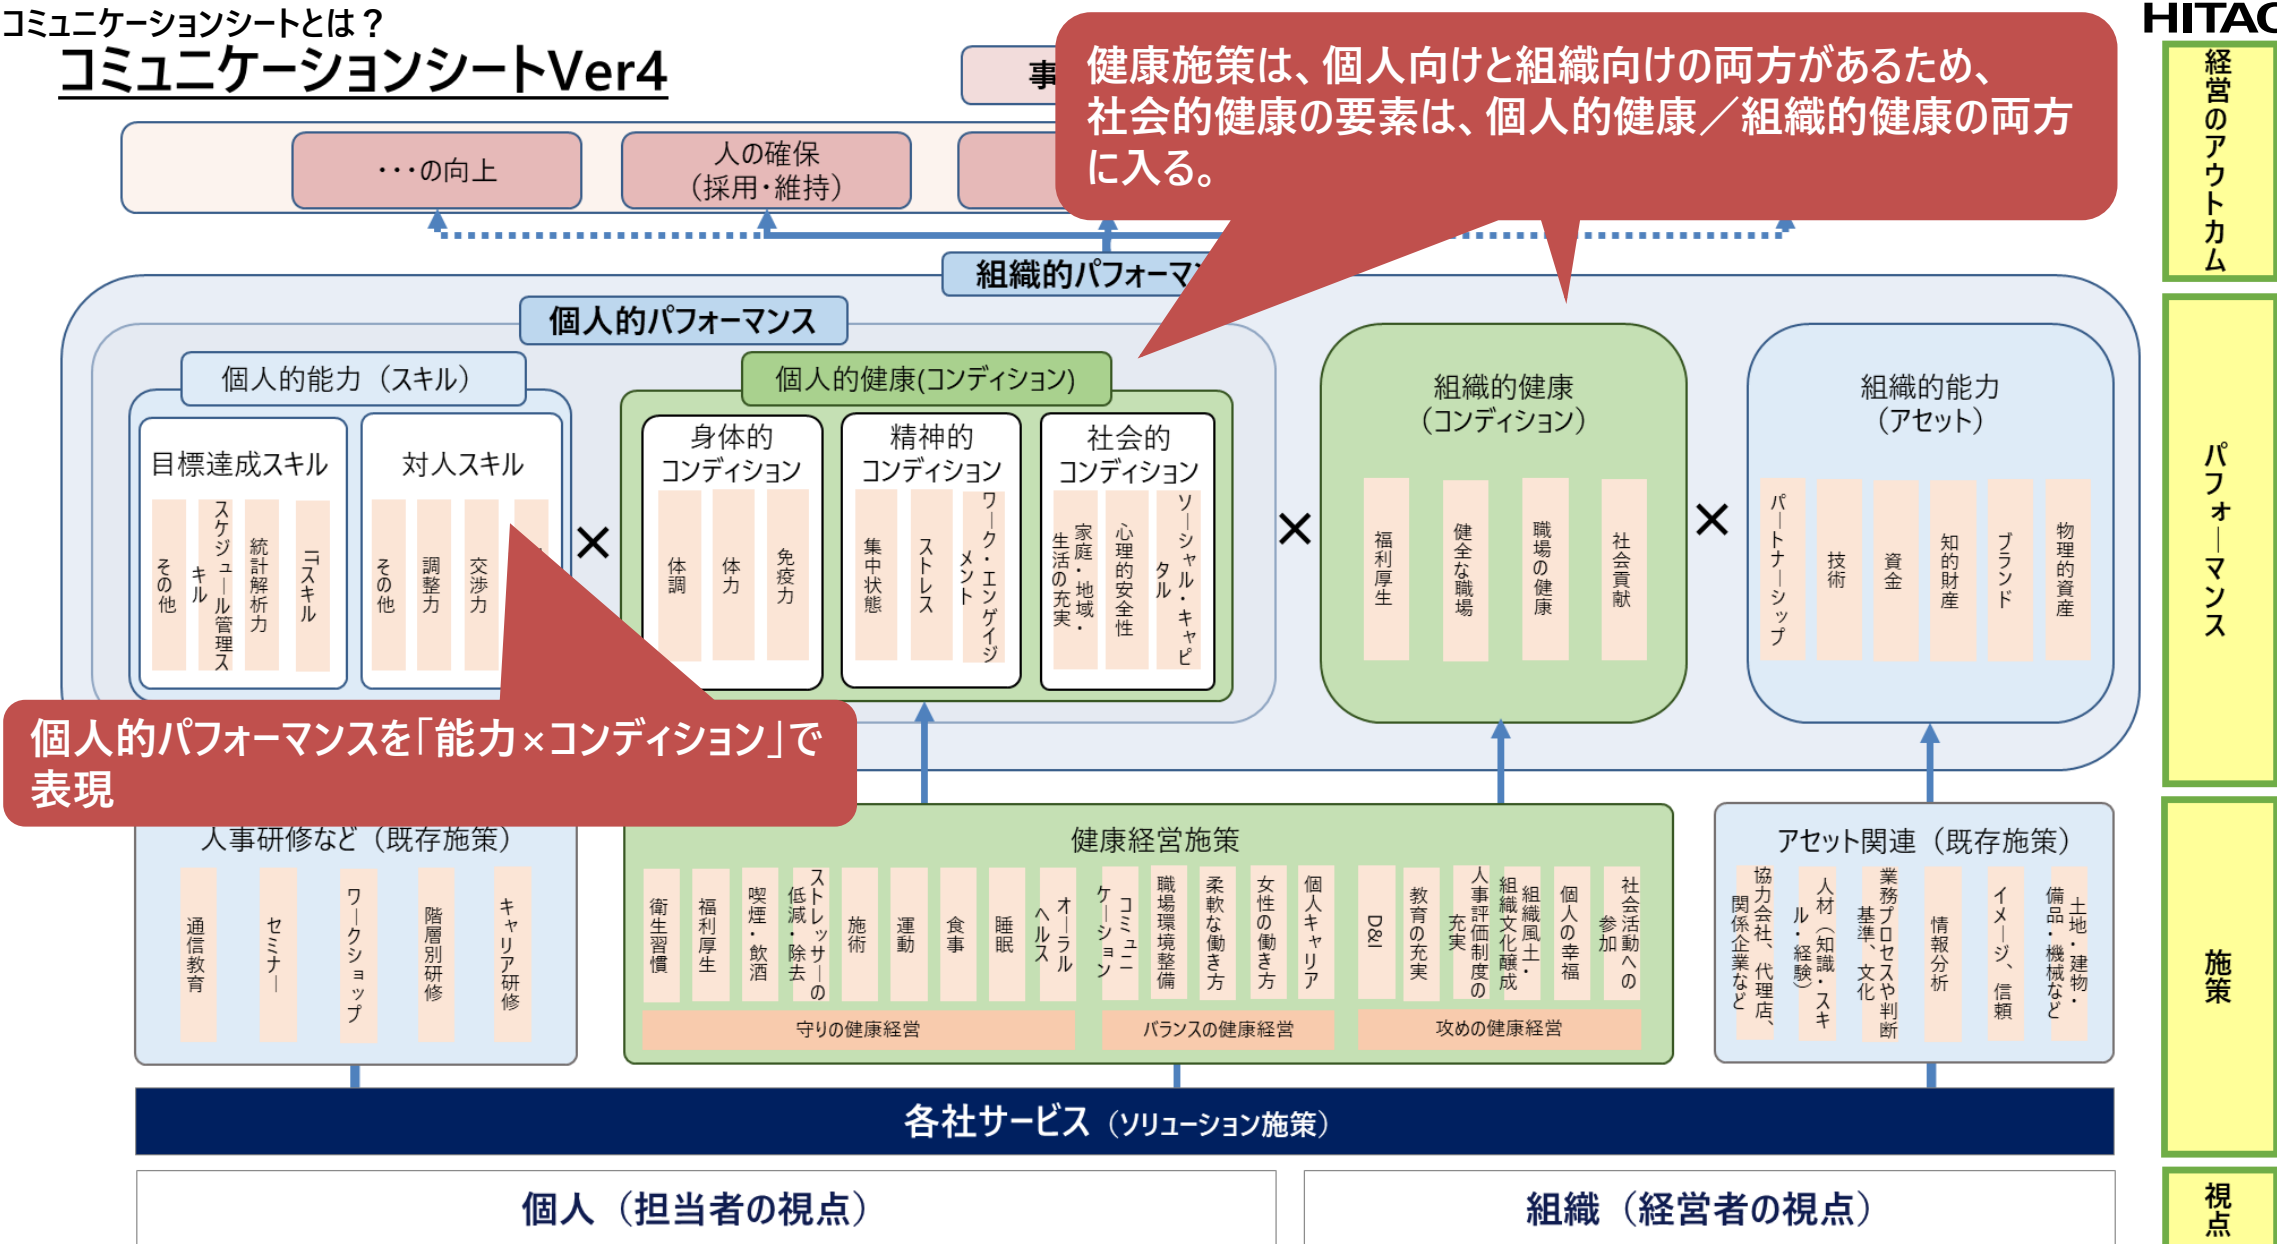 コミュニケーションシートとは？
HITAC
コミュニケーションシートVer4
事
健康施策は、個人向けと組織向けの両方があるため、
社会的健康の要素は、個人的健康／組織的健康の両方
に入る。
・・・の向上
人の確保
（採用・維持）
経営のアウトカム
組織的パフォーマン
個人的パフォーマンス
個人的能力（スキル）
個人的健康(コンディション)
目標達成スキル
その他
スケジュール管理ス
キル
統計解析力
ITスキル
対人スキル
その他
調整力
交渉力
×
身体的
コンディション
体調
体力
免疫力
精神的
コンディション
集中状態
ストレス
ワーク・エンゲイジ
メント
社会的
コンディション
家庭・地域・
生活の充実
心理的安全性
ソーシャル・キャピ
タル
×
組織的健康
（コンディション）
福利厚生
健全な職場
職場の健康
社会貢献
×
組織的能力
（アセット）
パートナーシップ
技術
資金
知的財産
ブランド
物理的資産
パフォーマンス
個人的パフォーマンスを「能力×コンディション」で
表現
人事研修など（既存施策）
通信教育
セミナー
ワークショップ
階層別研修
キャリア研修
健康経営施策
衛生習慣
福利厚生
喫煙・飲酒
ストレッサーの
低減・除去
施術
運動
食事
睡眠
オーラル
ヘルス
守りの健康経営
コミュニ
ケーション
職場環境整備
柔軟な働き方
女性の働き方
個人キャリア
バランスの健康経営
D&I
教育の充実
人事評価制度の
充実
組織風土・
組織文化醸成
個人の幸福
社会活動への
参加
攻めの健康経営
アセット関連（既存施策）
協力会社、代理店、
関係企業など
人材（知識・スキ
ル・経験）
業務プロセスや判断
基準、文化
情報分析
イメージ、信頼
土地・建物・
備品・機械など
施策
各社サービス（ソリューション施策）
個人（担当者の視点）
組織（経営者の視点）
視点